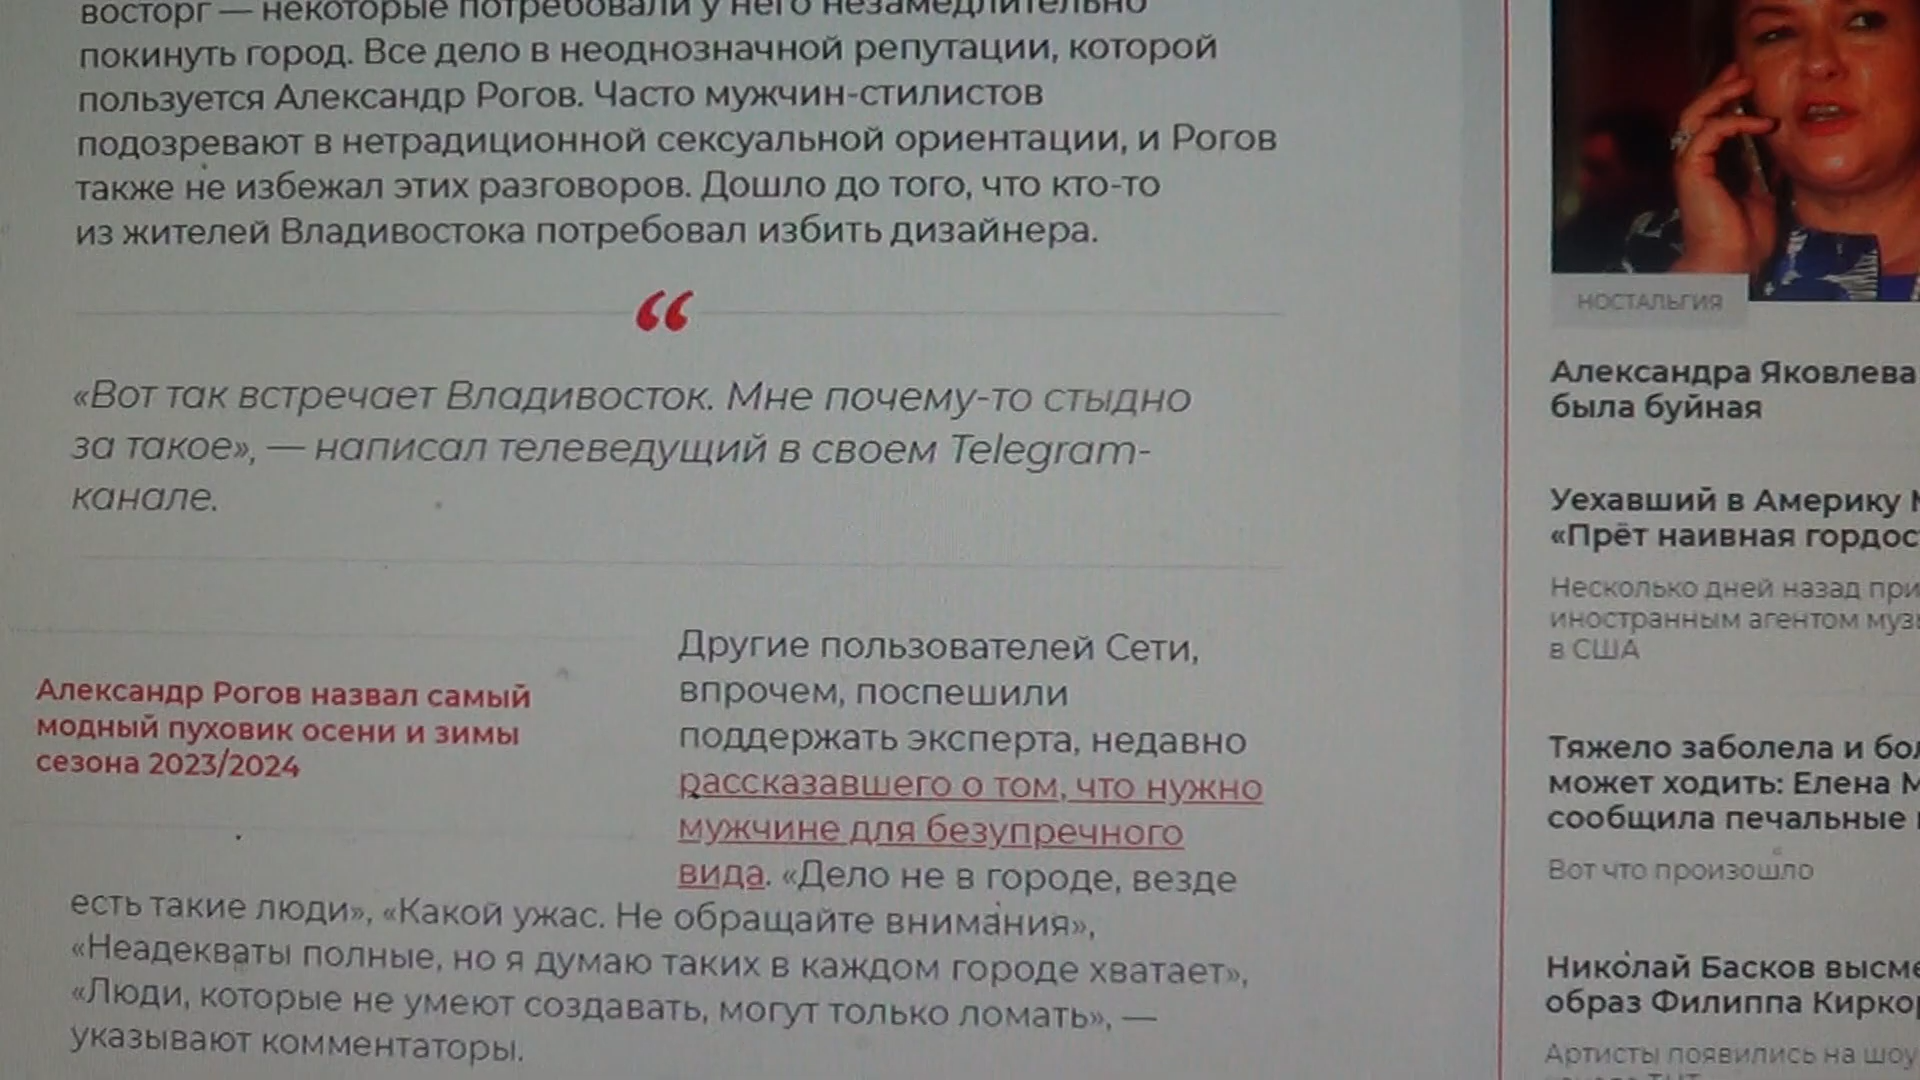 восторг — некоторые потребовали у него незамедлительно
покинуть город. Все дело в неоднозначной репутации, которой
пользуется Александр Рогов. Часто мужчин-стилистов
подозревают в нетрадиционной сексуальной ориентации, и Рогов
также не избежал этих разговоров. Дошло до того, что кто-то
из жителей Владивостока потребовал избить дизайнера.
“
«Вот так встречает Владивосток. Мне почему-то стыдно
за такое», — написал телеведущий в своем Telegram-
канале.
Александр Рогов назвал самый
модный пуховик осени и зимы
сезона 2023/2024
Другие пользователей Сети,
впрочем, поспешили
поддержать эксперта, недавно
рассказавшего о том, что нужно
мужчине для безупречного
вида. «Дело не в городе, везде
есть такие люди», «Какой ужас. Не обращайте внимания»,
«Неадекваты полные, но я думаю таких в каждом городе хватает»,
«Люди, которые не умеют создавать, могут только ломать», —
указывают комментаторы.
НОСТАЛЬГИЯ
Александра Яковлева
была буйная
Уехавший в Америку
«Прёт наивная гордос
Несколько дней назад при
иностранным агентом муз
в США
Тяжело заболела и бол
может ходить: Елена М
сообщила печальные
Вот что произошло
Николай Басков высме
образ Филиппа Киркор
Артисты появились на шоу